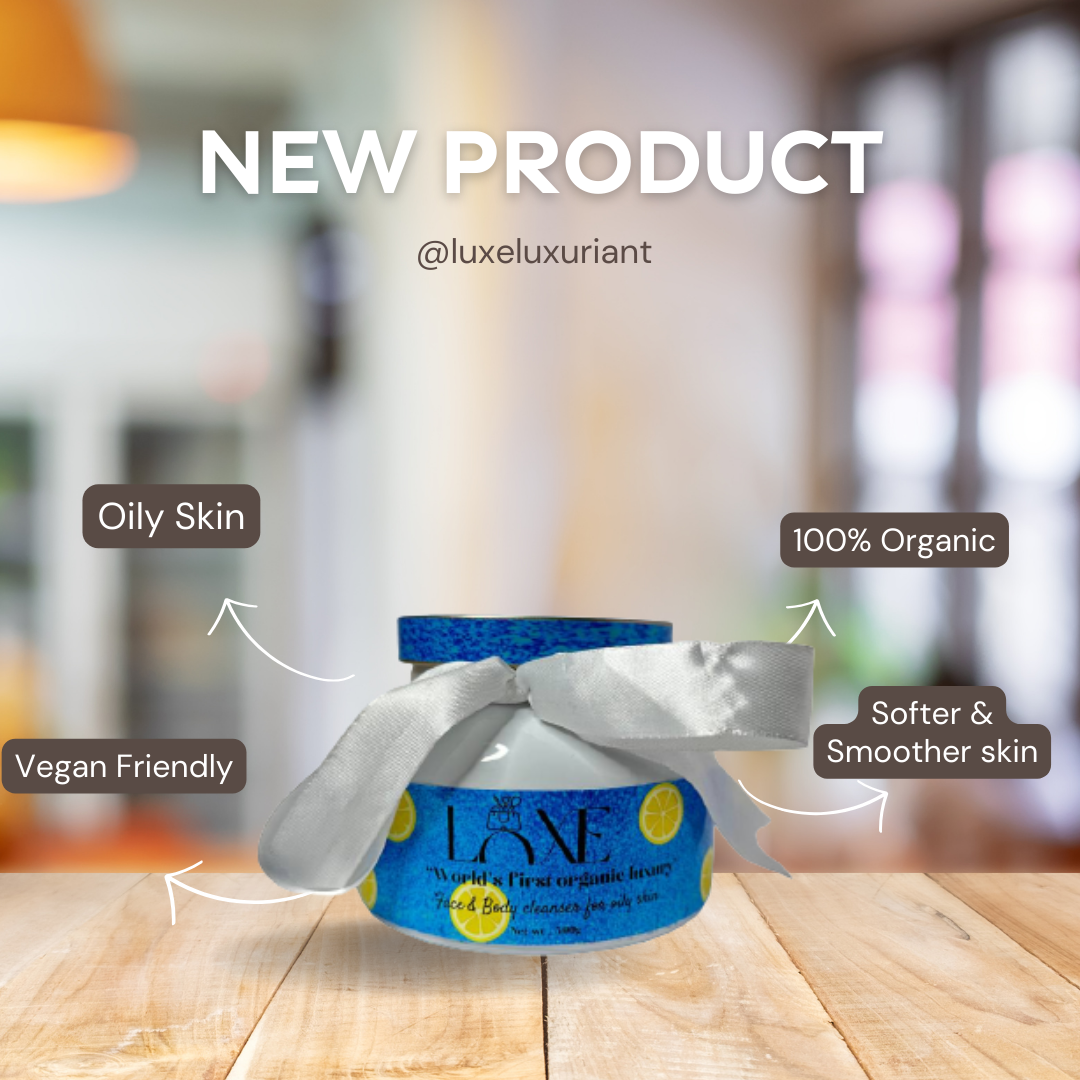 NEW PRODUCT
@luxeluxuriant
Oily Skin
100% Organic
Softer &
Smoother skin
Vegan Friendly
LUXE
"World's First organic luxury
Face & Body cleanser for oily skin
Net wt